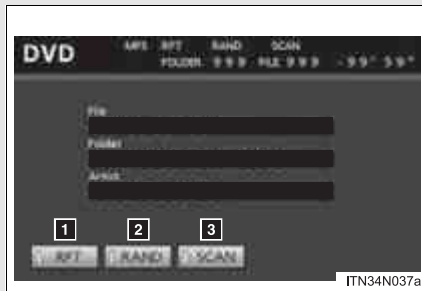 DVD MP3 RPT RAND SCAN
FOLDER 999 FILE 999 -99' 59"
File
Folder
Artist
1 2 3
RPT RAND SCAN
ITN34N037a